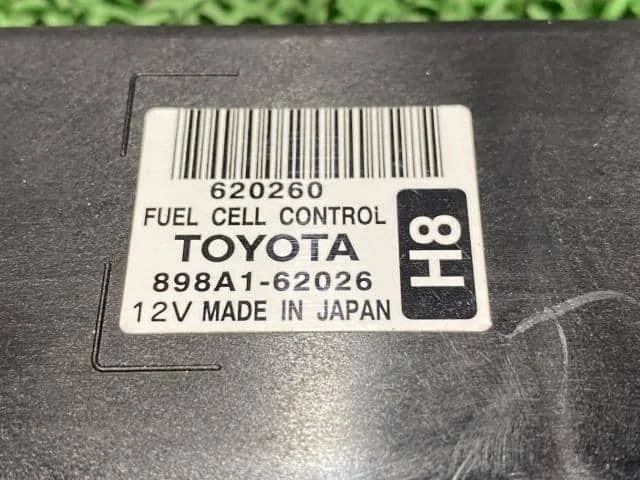 620260
FUEL CELL CONTROL
TOYOTA
898A1-62026
12V MADE IN JAPAN
H8